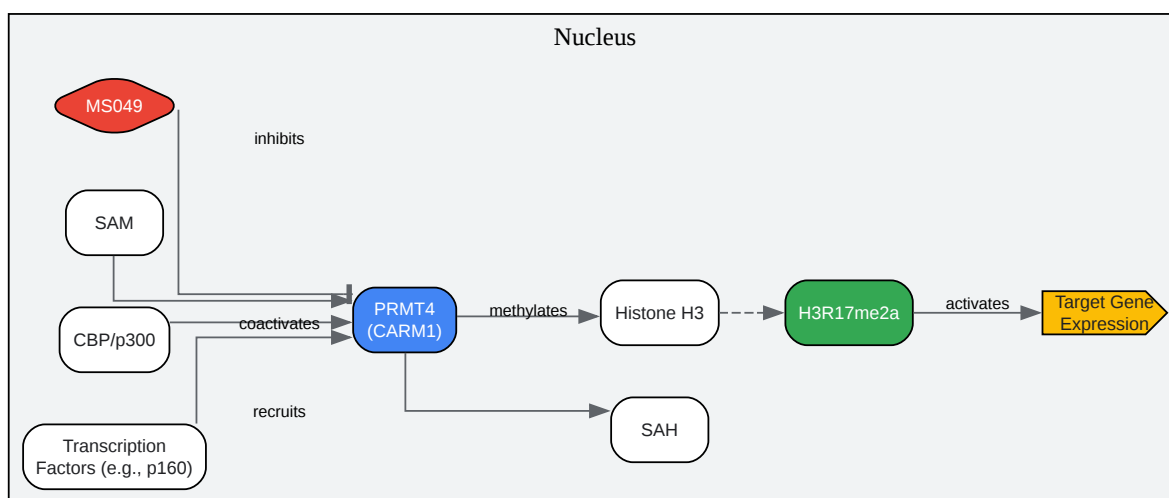 Nucleus
MS049
inhibits
SAM
PRMT4
(CARM1)
coactivates
CBP/p300
methylates
Histone H3
H3R17me2a
activates
Target Gene
Expression
recruits
SAH
Transcription
Factors (e.g., p160)